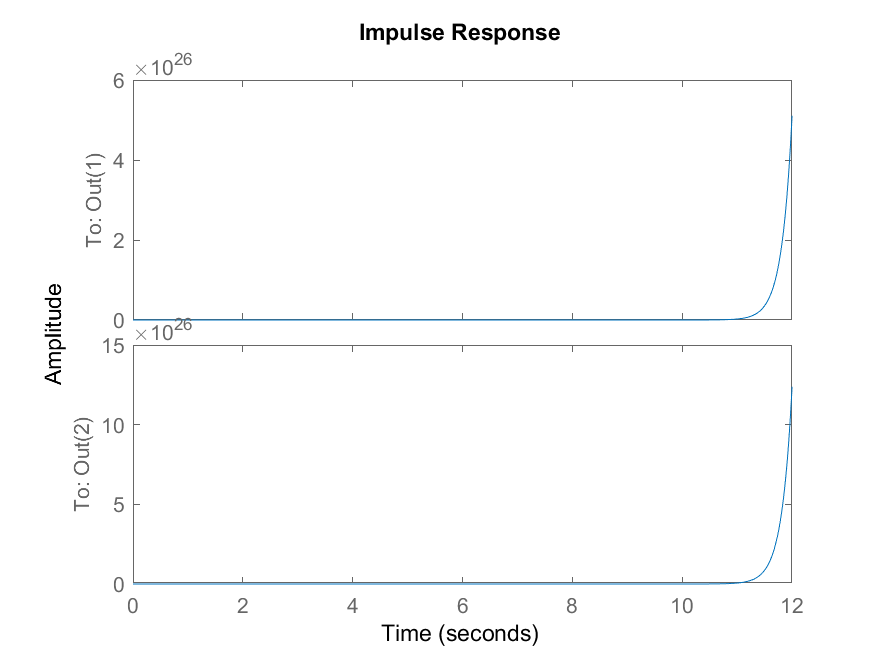 Impulse Response
×10^26
6
4
2
0
To: Out(1)
Amplitude
×10^26
15
10
5
0
To: Out(2)
0 2 4 6 8 10 12
Time (seconds)